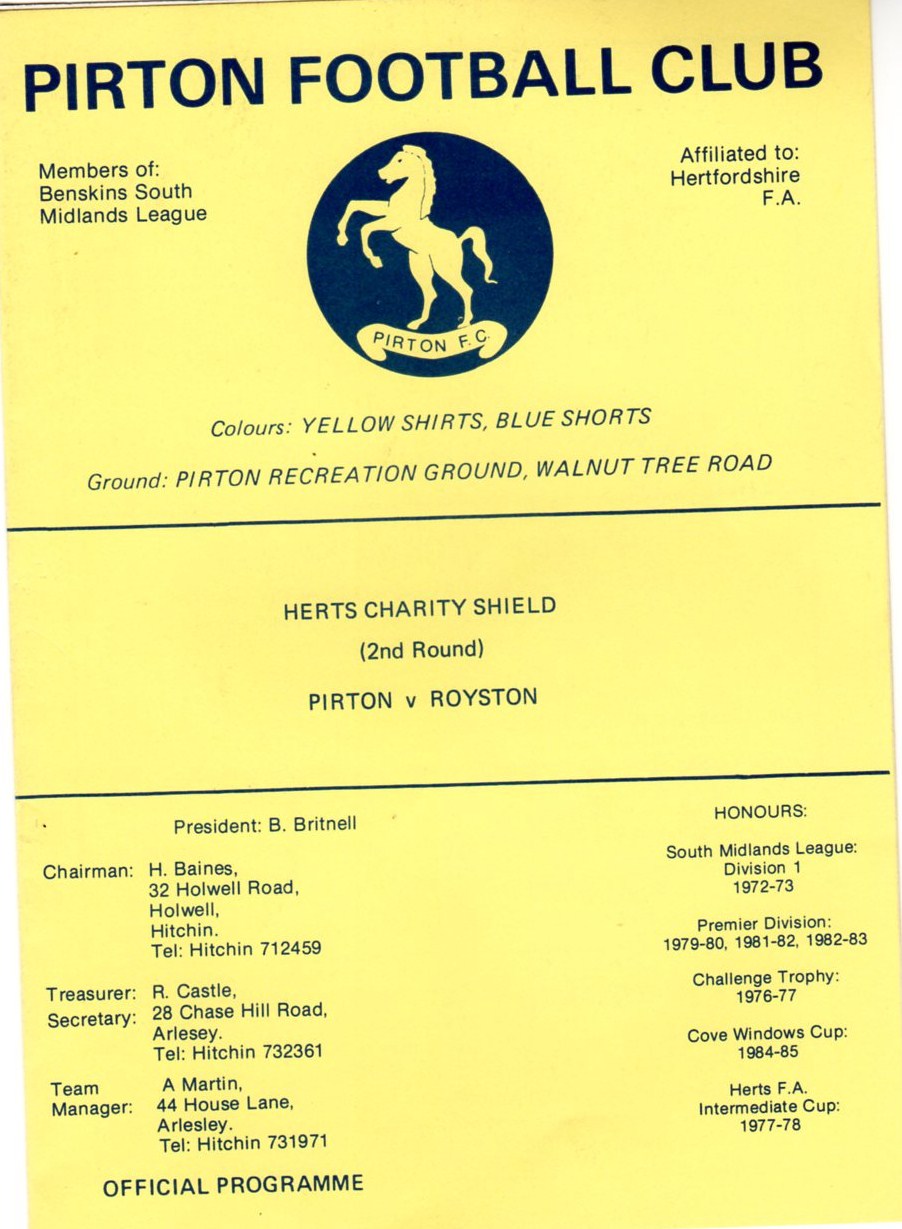 PIRTON FOOTBALL CLUB
Members of:
Benskins South
Midlands League
Affiliated to:
Hertfordshire
F.A.
PIRTON F.C.
Colours: YELLOW SHIRTS, BLUE SHORTS
Ground: PIRTON RECREATION GROUND, WALNUT TREE ROAD
HERTS CHARITY SHIELD
(2nd Round)
PIRTON v ROYSTON
President: B. Britnell
Chairman: H. Baines,
32 Holwell Road,
Holwell,
Hitchin.
Tel: Hitchin 712459
Treasurer: R. Castle,
Secretary: 28 Chase Hill Road,
Arlesey.
Tel: Hitchin 732361
Team A Martin,
Manager: 44 House Lane,
Arlesley.
Tel: Hitchin 731971
OFFICIAL PROGRAMME
HONOURS:
South Midlands League:
Division 1
1972-73
Premier Division:
1979-80, 1981-82, 1982-83
Challenge Trophy:
1976-77
Cove Windows Cup:
1984-85
Herts F.A.
Intermediate Cup:
1977-78